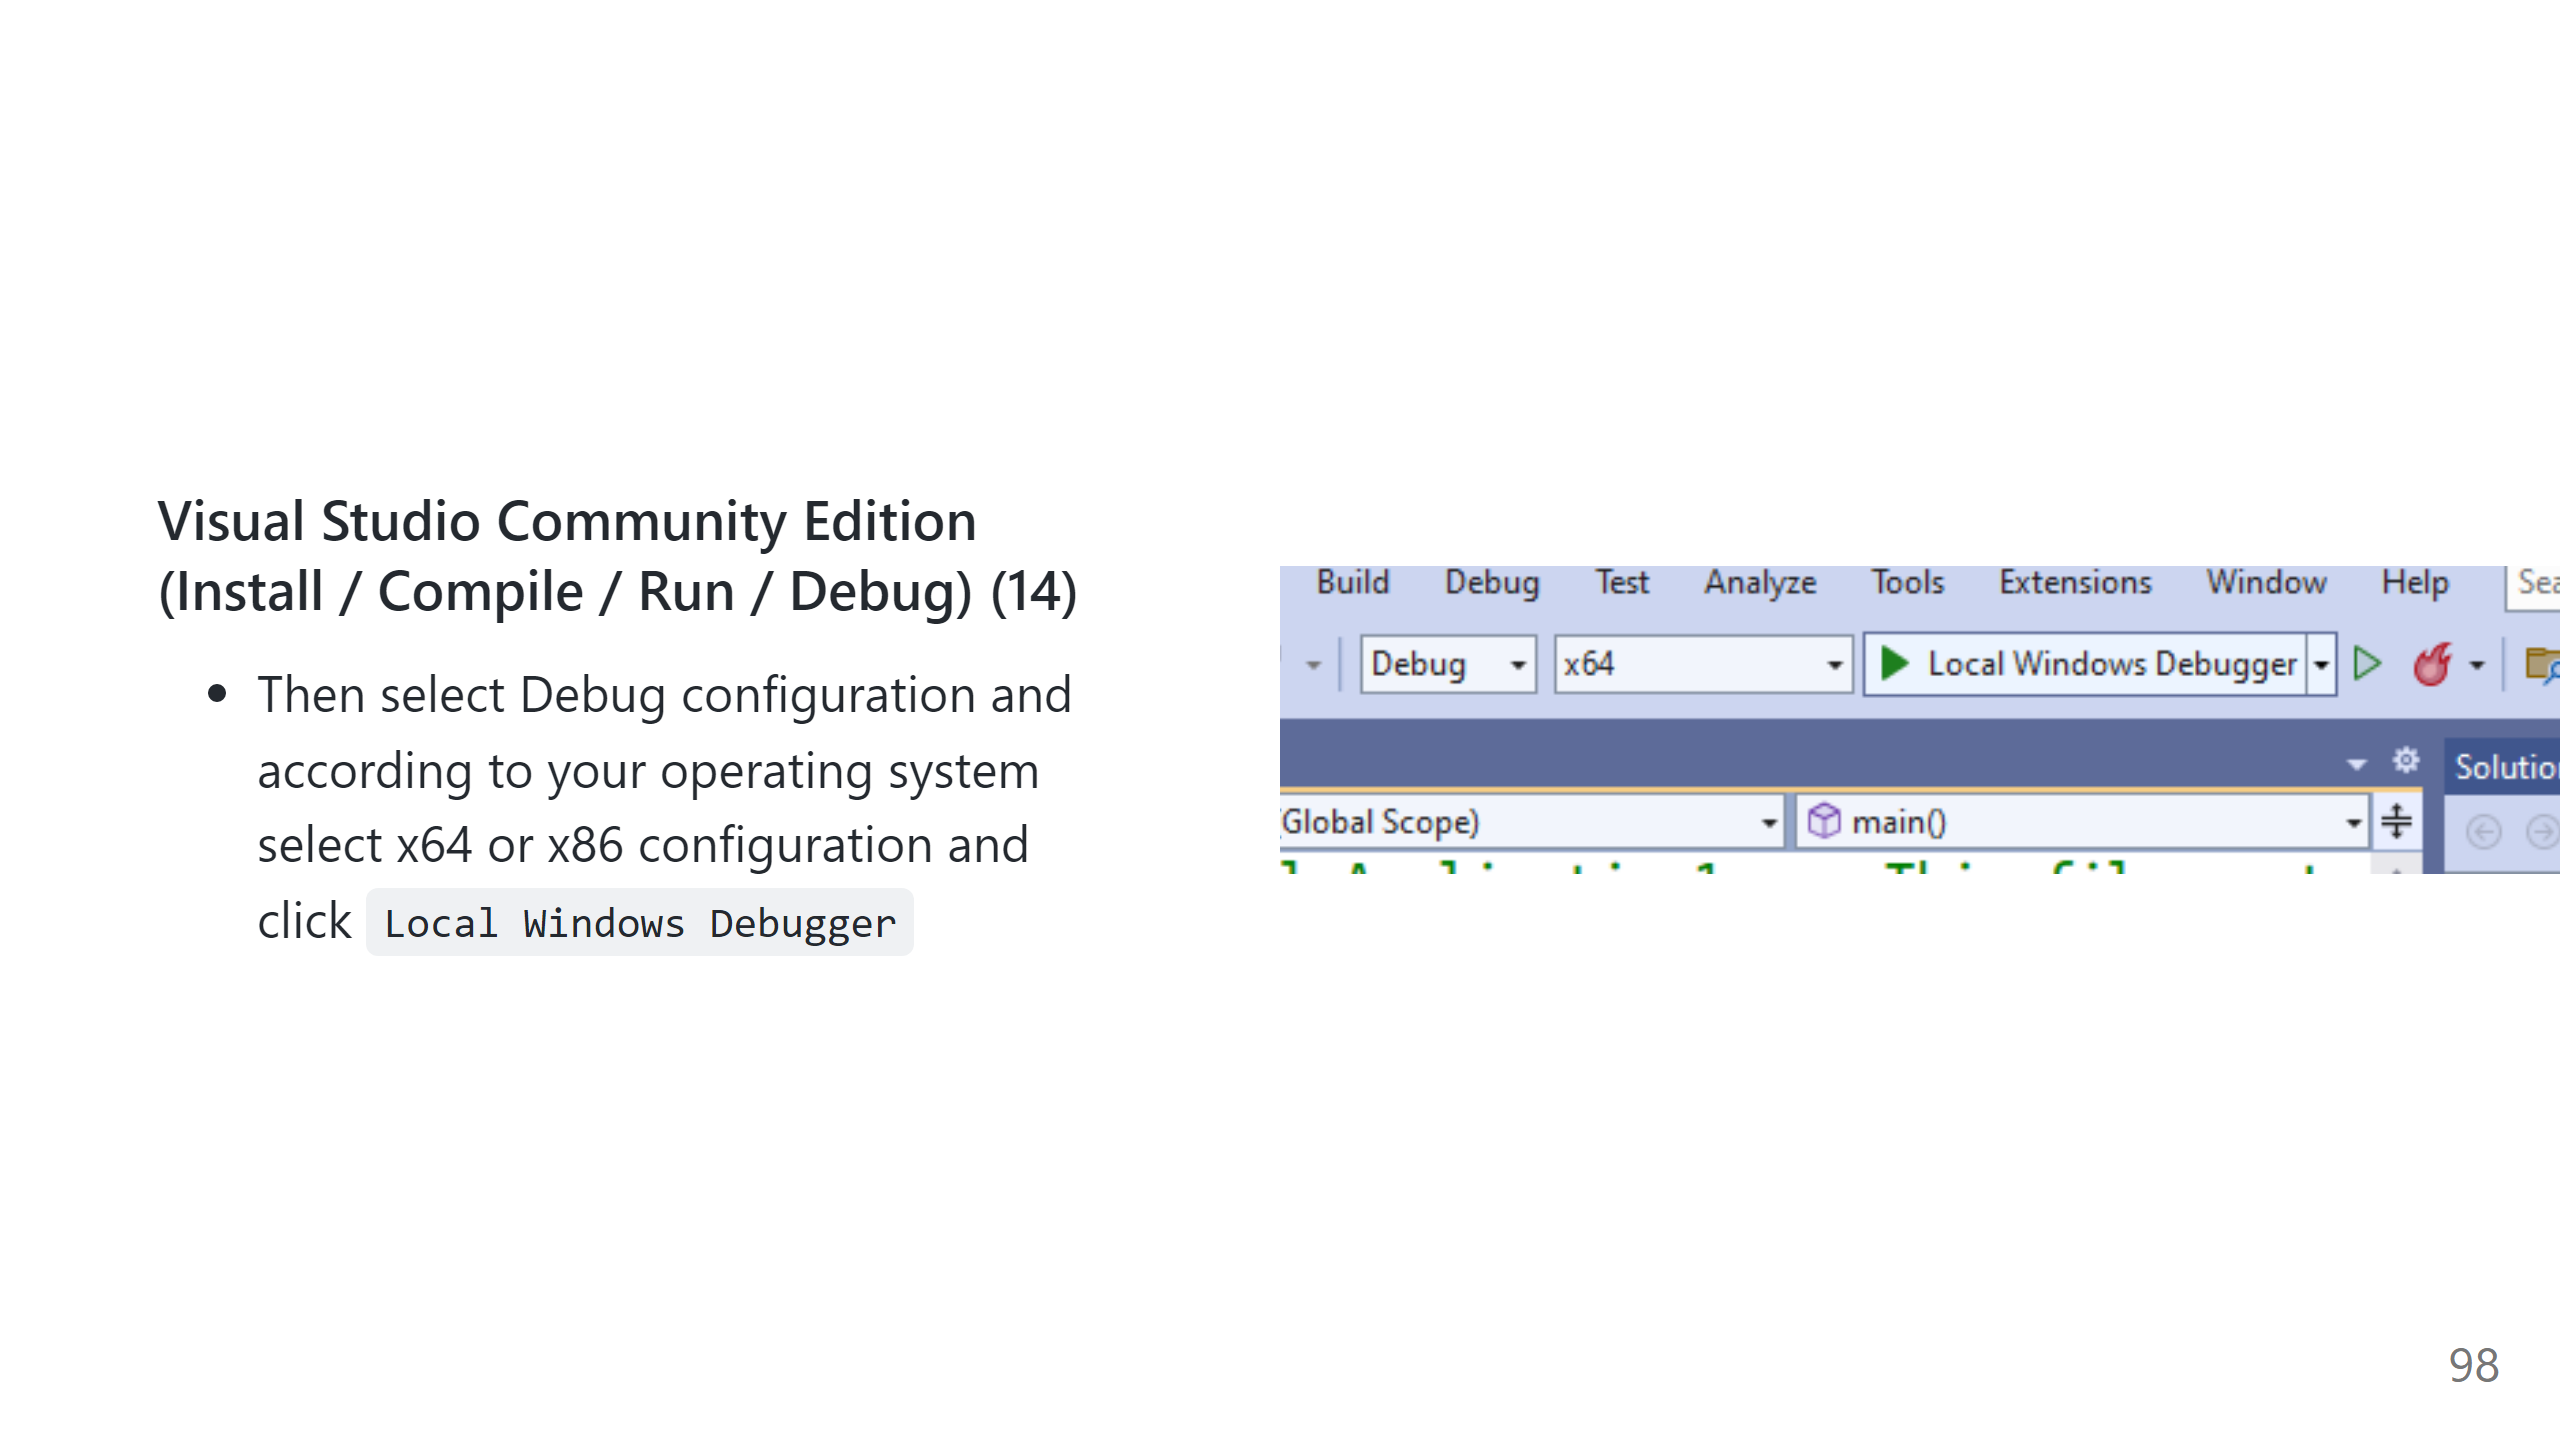 Visual Studio Community Edition
(Install / Compile / Run / Debug) (14)
• Then select Debug configuration and
according to your operating system
select x64 or x86 configuration and
click Local Windows Debugger
Build Debug Test Analyze Tools Extensions Window Help
Debug x64 Local Windows Debugger
(Global Scope) main()
98